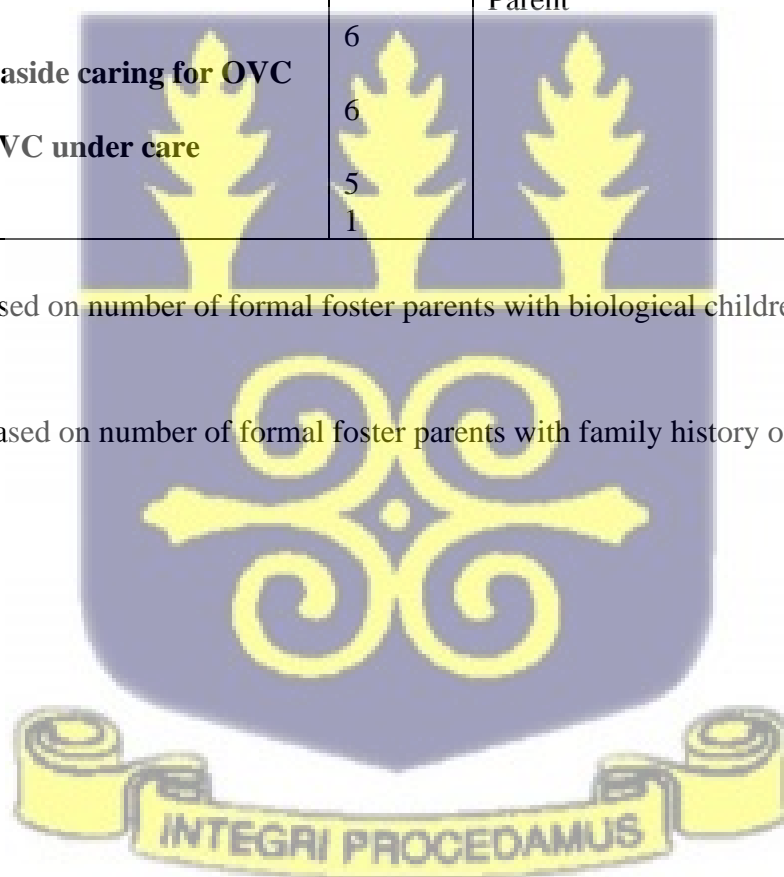 Parent
6
aside caring for OVC
6
VC under care
5
1
sed on number of formal foster parents with biological childre
ased on number of formal foster parents with family history o
INTEGRI PROCEDAMUS